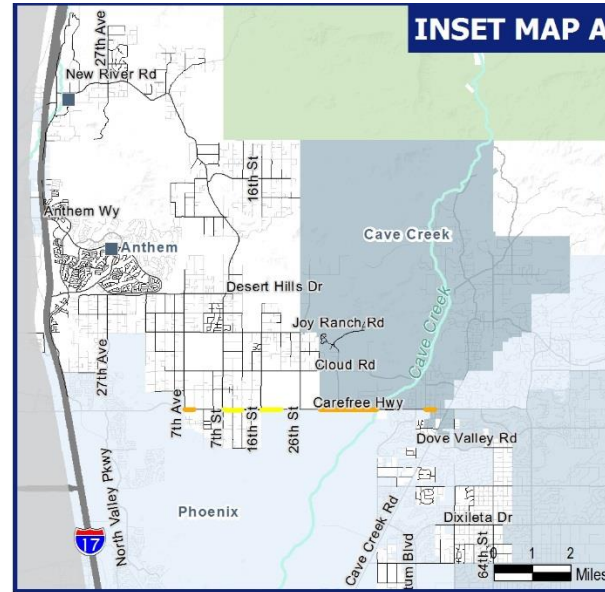 INSET MAP A
27th Ave
New River Rd
16th St
Anthem Wy
Anthem
Cave Creek
Desert Hills Dr
Joy Ranch Rd
Cave Creek
27th Ave
Cloud Rd
7th Ave
7th St
16th St
26th St
Carefree Hwy
Dove Valley Rd
North Valley Pkwy
Phoenix
Cave Creek Rd
Dixileta Dr
64th St
tum Blvd
17
0 1 2
Miles